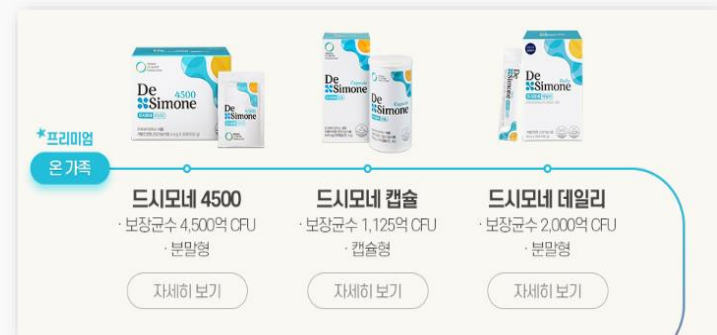 De Simone 4500
De Simone
De Simone
*프리미엄
온 가족
드시모네 4500
· 보장균수 4,500억 CFU
· 분말형
자세히 보기
드시모네 캡슐
· 보장균수 1,125억 CFU
· 캡슐형
자세히 보기
드시모네 데일리
· 보장균수 2,000억 CFU
· 분말형
자세히 보기